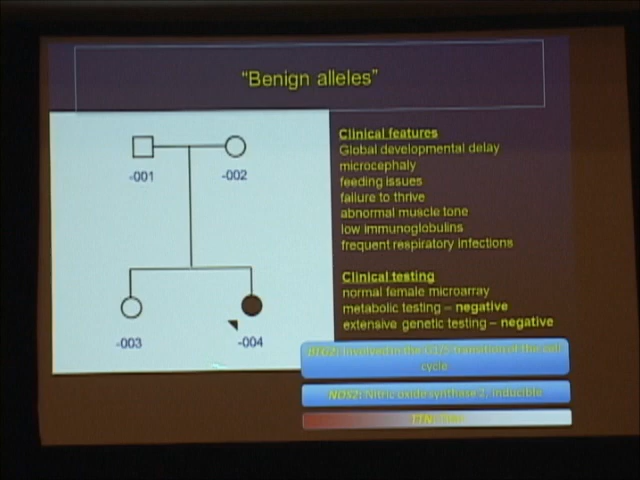 "Benign alleles"
-001
-002
-003
-004
Clinical features
Global developmental delay
microcephaly
feeding issues
failure to thrive
abnormal muscle tone
low immunoglobulins
frequent respiratory infections
Clinical testing
normal female microarray
metabolic testing – negative
extensive genetic testing – negative
Involved in the G1/S transition of the cell
cycle
NOS2: Nitric oxide synthase 2, inducible
TTN: